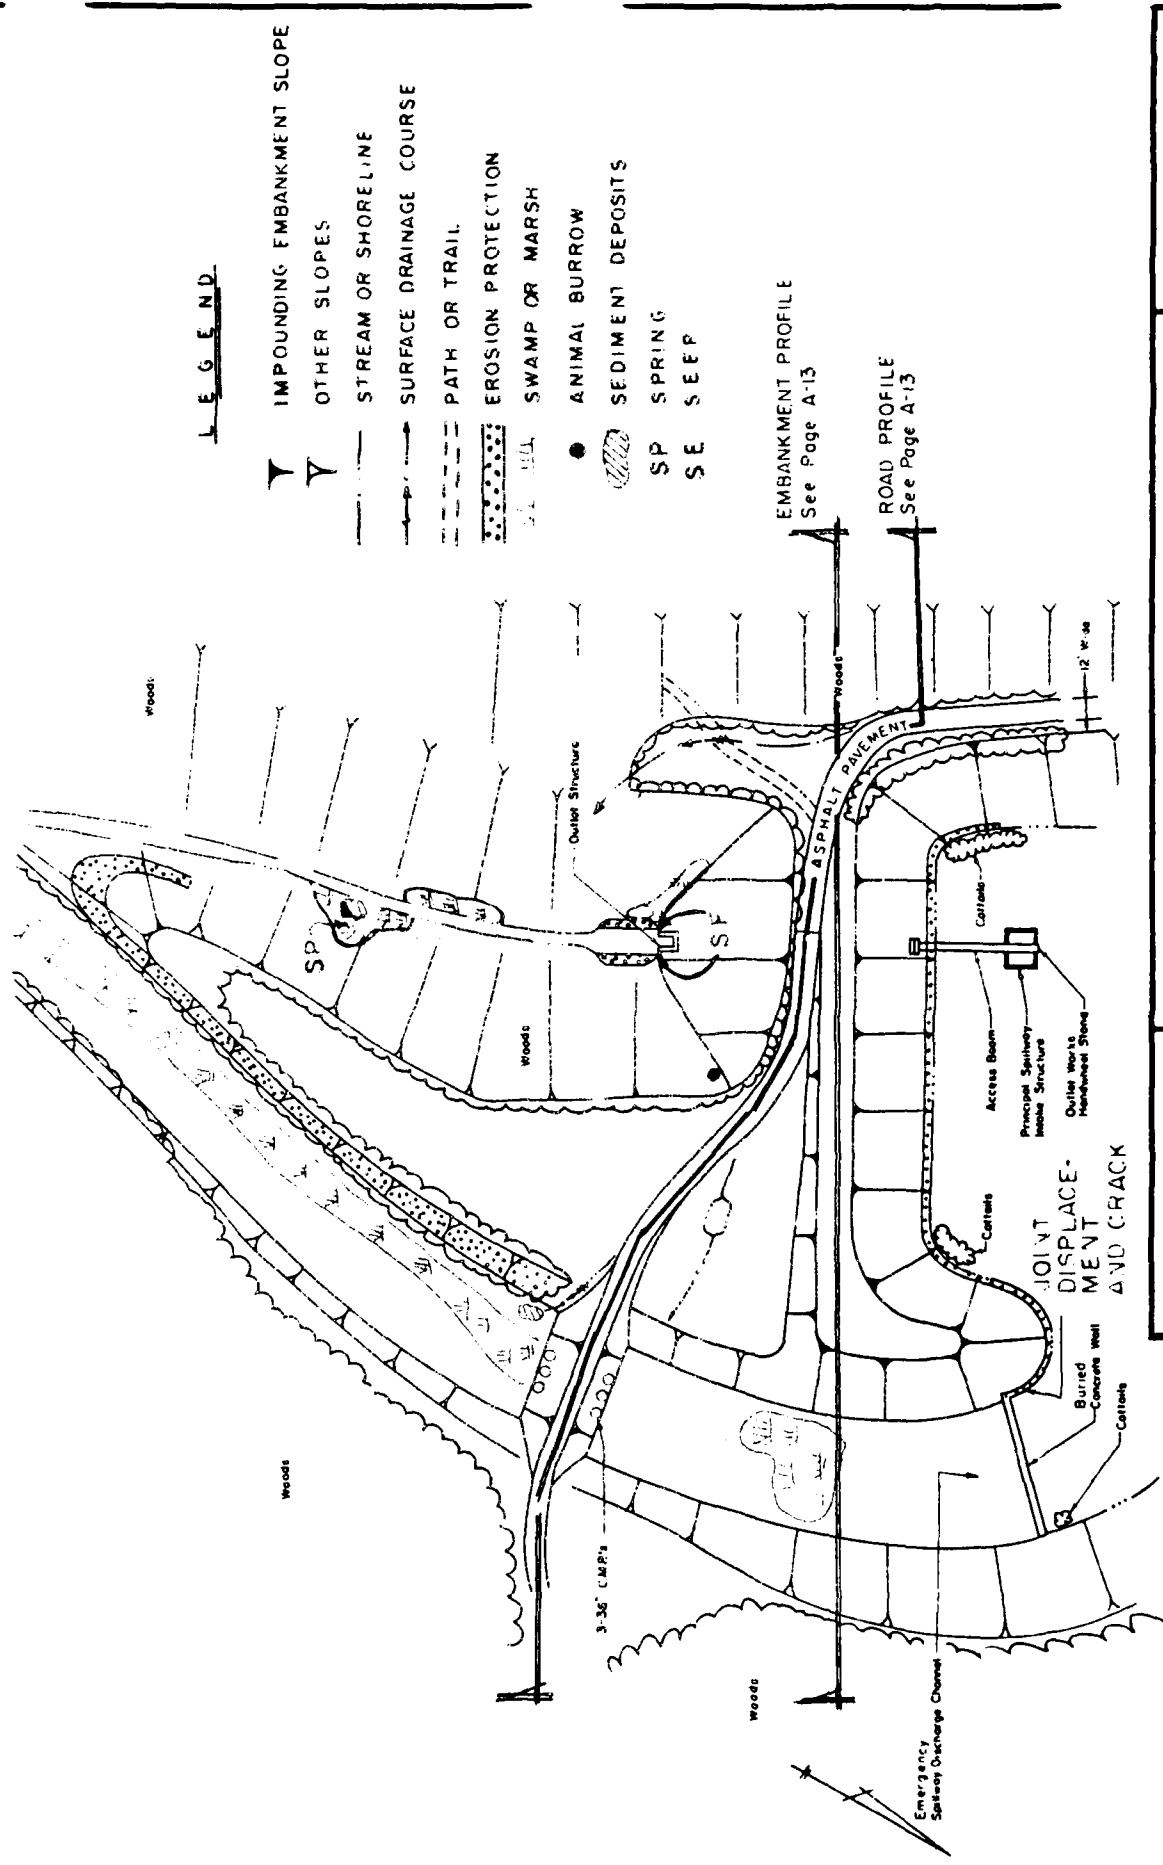 LEGEND
IMPOUNDING EMBANKMENT SLOPE
OTHER SLOPES
STREAM OR SHORELINE
SURFACE DRAINAGE COURSE
PATH OR TRAIL
EROSION PROTECTION
SWAMP OR MARSH
ANIMAL BURROW
SEDIMENT DEPOSITS
SP SPRING
SE SEEP
EMBANKMENT PROFILE
See Page A-13
ROAD PROFILE
See Page A-13
Woods
Outlet Structure
SP
Woods
Woods
ASPHALT PAVEMENT
12' Wide
Cattails
Access Beam
Principal Spillway
Intake Structure
Outlet Works
Handwheel Stand
Cattails
JOINT
DISPLACE-
MENT
AND CRACK
Buried
Concrete Wall
Cattails
Woods
3-36" CMP's
Woods
Emergency
Spillway Discharge Channel